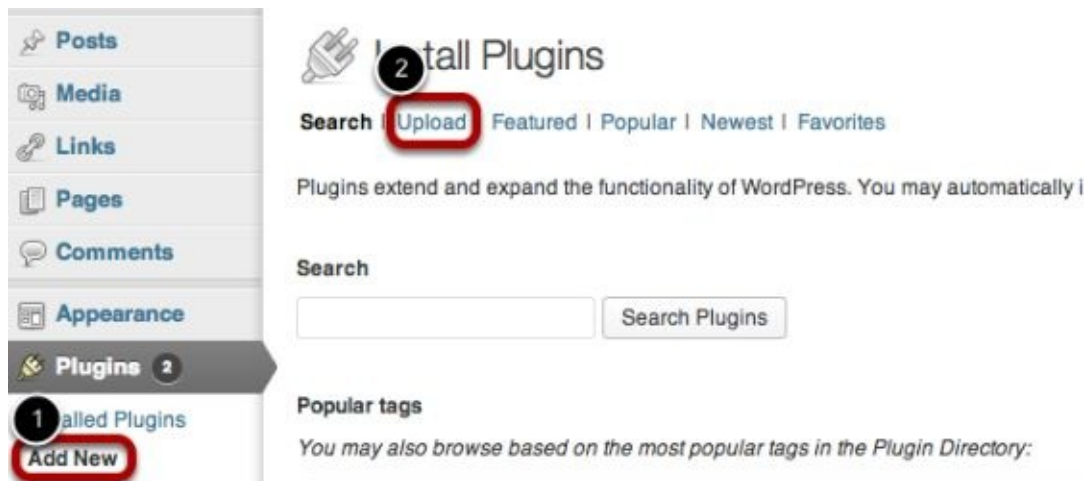 Posts
Media
Links
Pages
Comments
Appearance
Plugins 2
1 alled Plugins
Add New
2 tall Plugins
Search | Upload Featured | Popular | Newest | Favorites
Plugins extend and expand the functionality of WordPress. You may automatically i
Search
Search Plugins
Popular tags
You may also browse based on the most popular tags in the Plugin Directory: